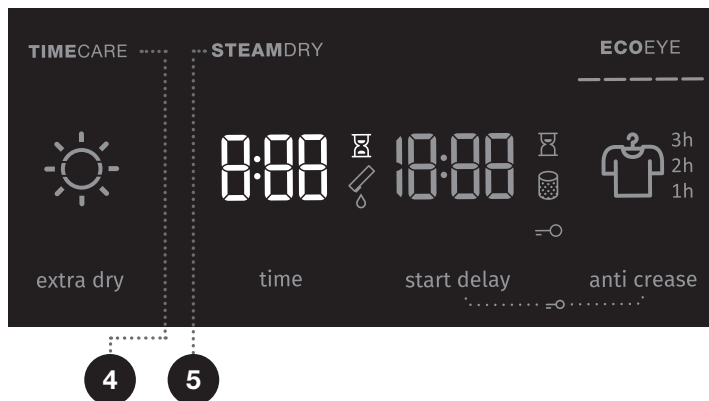 TIMECARE STEAMDRY ECOEYE
8:88 18:88 3h
2h
1h
extra dry time start delay anti crease
4 5